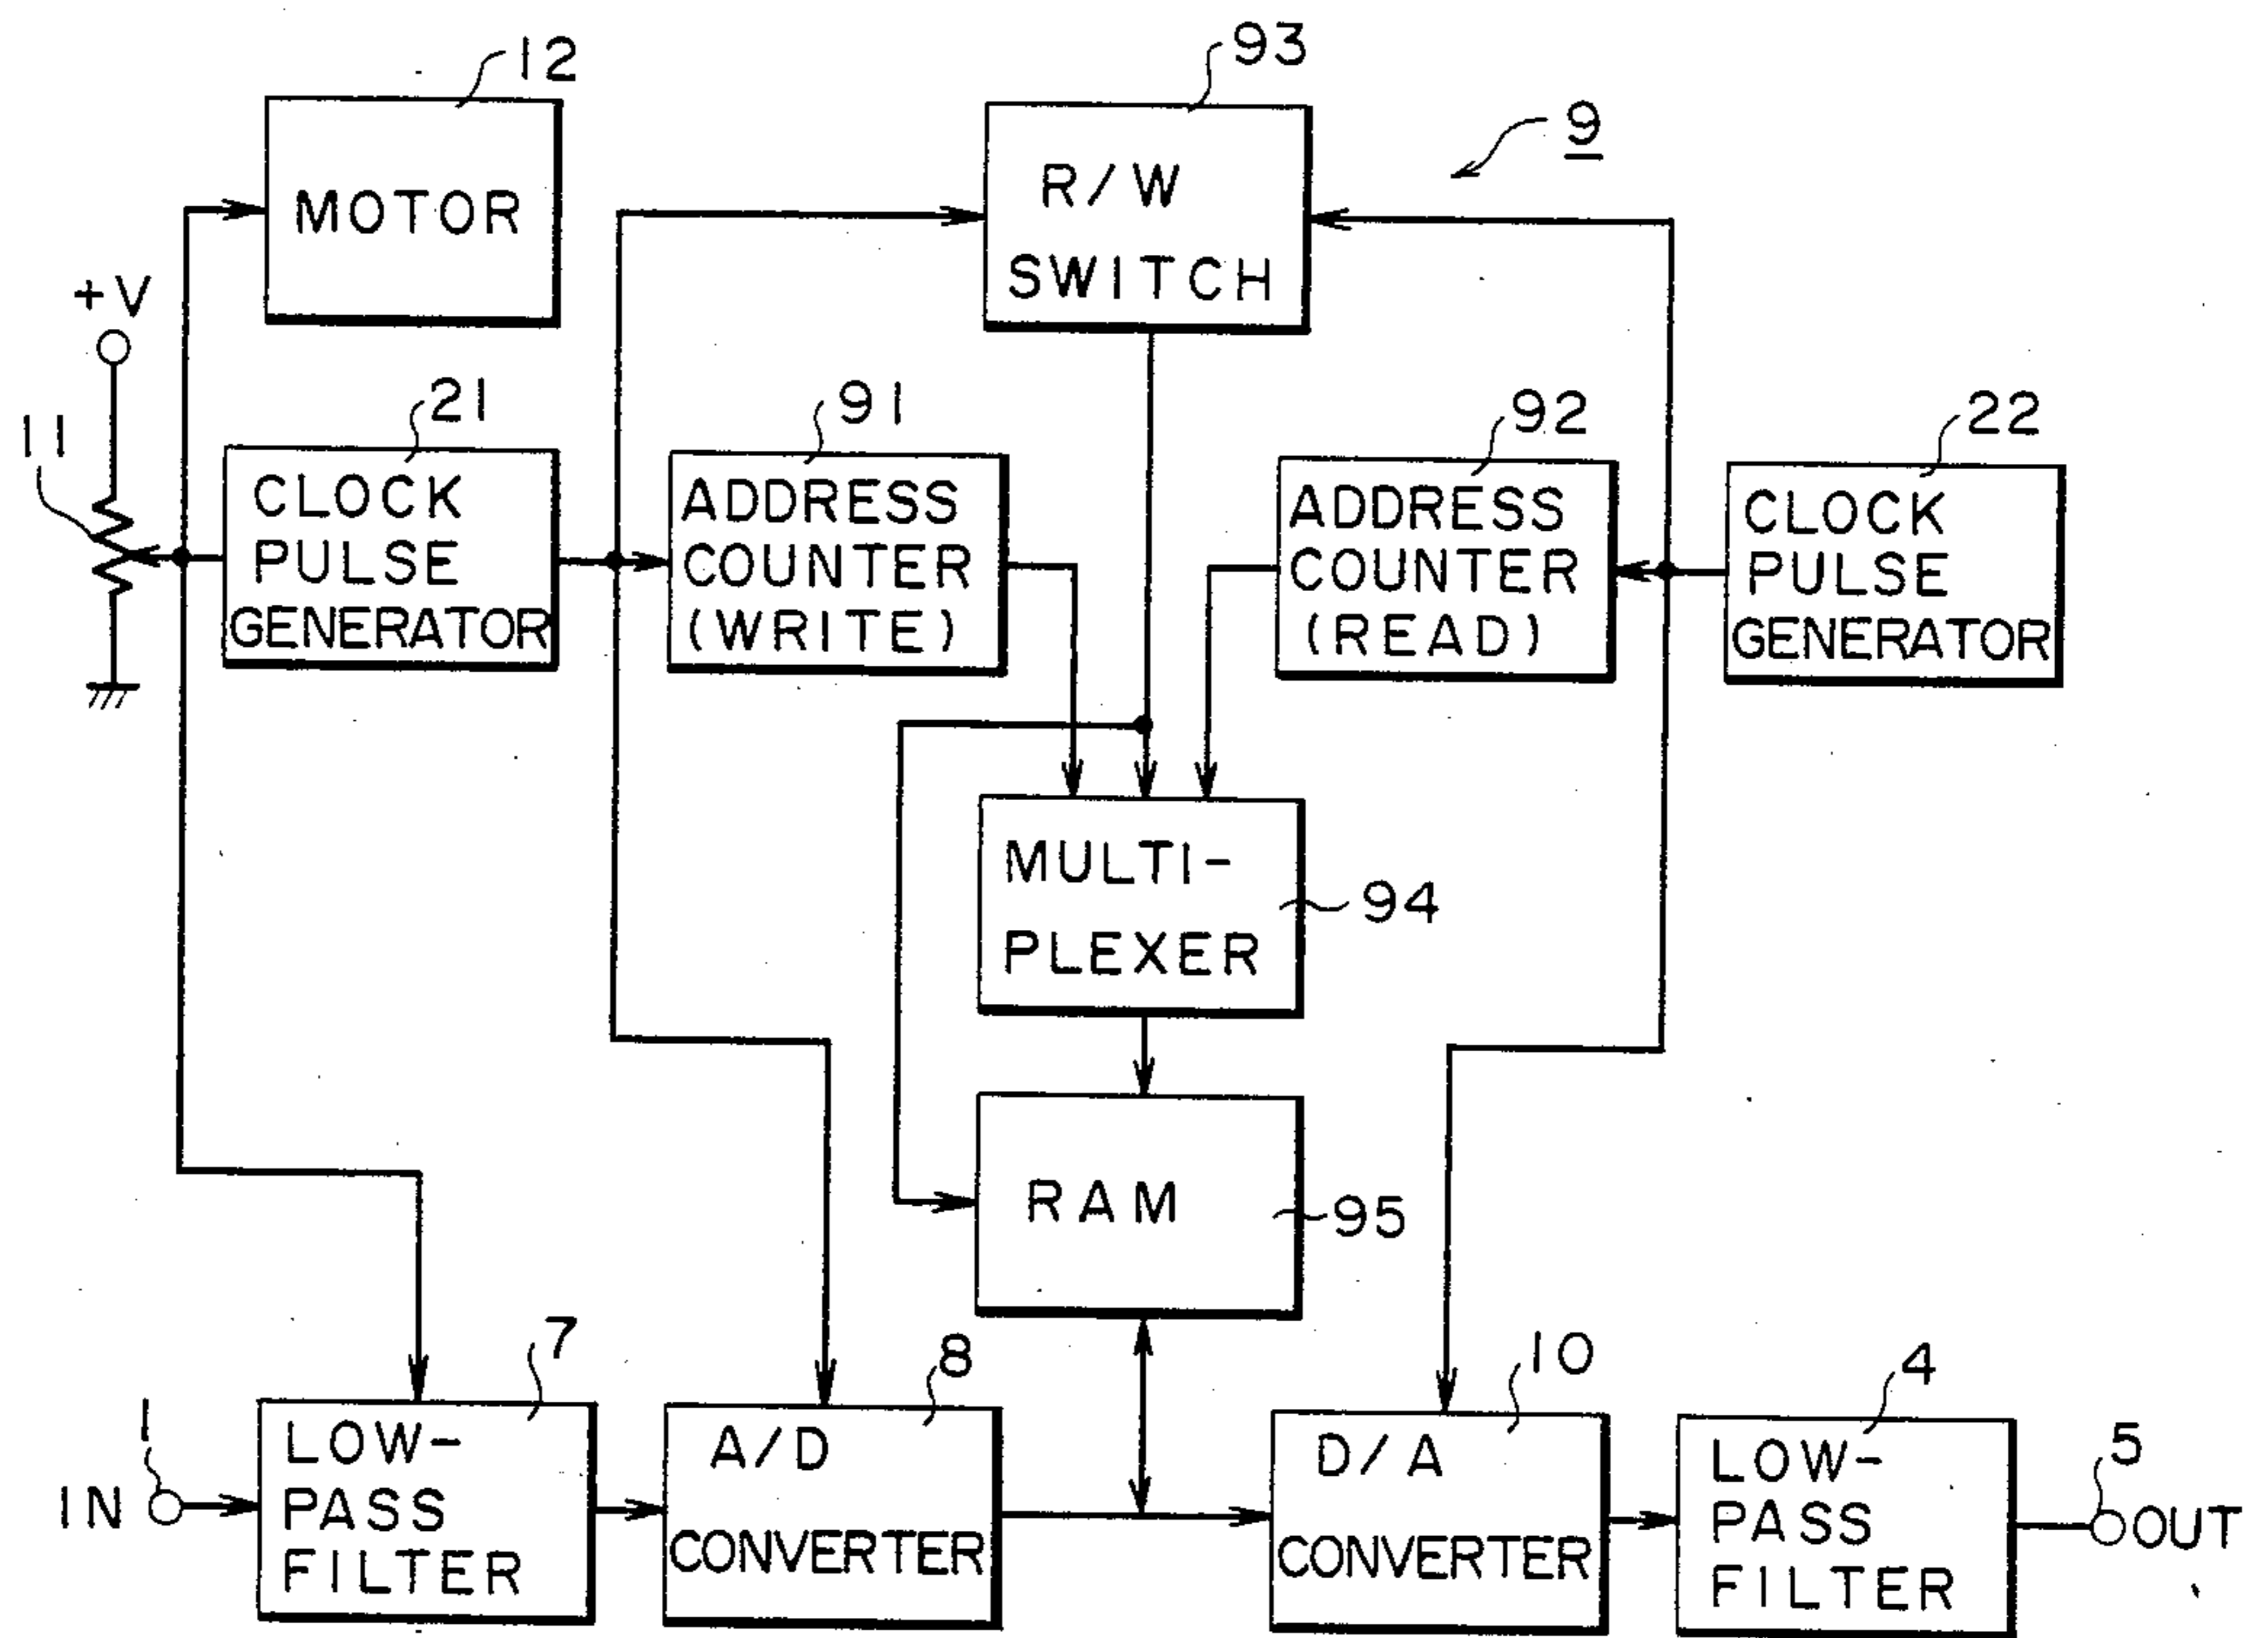 12
93
9
MOTOR
R/W
SWITCH
+V
11
21
91
92
22
CLOCK
PULSE
GENERATOR
ADDRESS
COUNTER
(WRITE)
ADDRESS
COUNTER
(READ)
CLOCK
PULSE
GENERATOR
MULTI-
PLEXER
94
RAM
95
7
8
10
4
1
5
IN
LOW-
PASS
FILTER
A/D
CONVERTER
D/A
CONVERTER
LOW-
PASS
FILTER
OUT